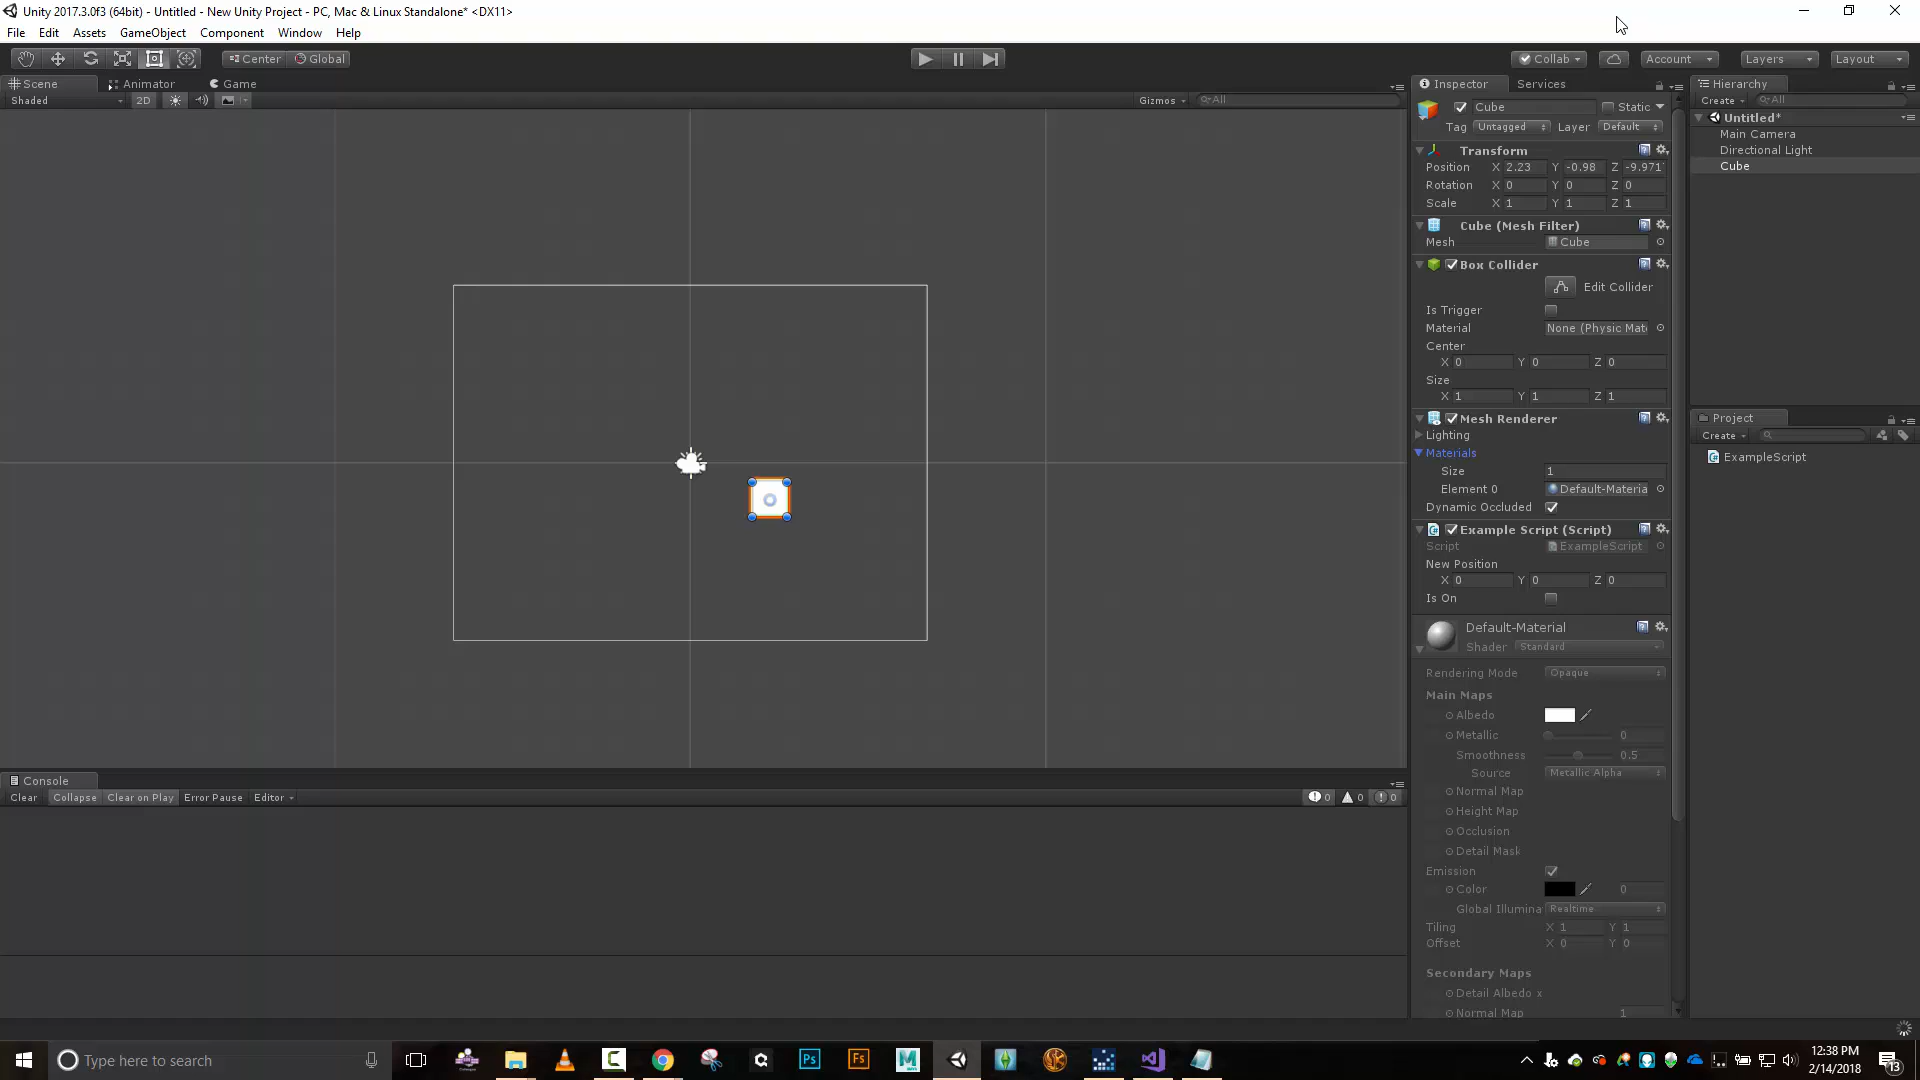 Unity 2017.3.0f3 (64bit) - Untitled - New Unity Project - PC, Mac & Linux Standalone* <DX11>
File Edit Assets GameObject Component Window Help
Center Global Collab Account Layers Layout
Scene Animator Game
Shaded 2D Gizmos All
Inspector Services
Cube Static
Tag Untagged Layer Default
Transform
Position X 2.23 Y -0.98 Z -9.971
Rotation X 0 Y 0 Z 0
Scale X 1 Y 1 Z 1
Cube (Mesh Filter)
Mesh Cube
Box Collider
Edit Collider
Is Trigger
Material None (Physic Mat
Center
X 0 Y 0 Z 0
Size
X 1 Y 1 Z 1
Mesh Renderer
Lighting
Materials
Size 1
Element 0 Default-Materia
Dynamic Occluded
Example Script (Script)
Script ExampleScript
New Position
X 0 Y 0 Z 0
Is On
Default-Material
Shader Standard
Rendering Mode Opaque
Main Maps
Albedo
Metallic 0
Smoothness 0.5
Source Metallic Alpha
Normal Map
Height Map
Occlusion
Detail Mask
Emission
Color 0
Global Illumina Realtime
Tiling X 1 Y 1
Offset X 0 Y 0
Secondary Maps
Detail Albedo x
Normal Map 1
Hierarchy
Create All
Untitled*
Main Camera
Directional Light
Cube
Project
Create
ExampleScript
Console
Clear Collapse Clear on Play Error Pause Editor 0 0 0
Type here to search
Ps Fs M
12:38 PM
2/14/2018
13